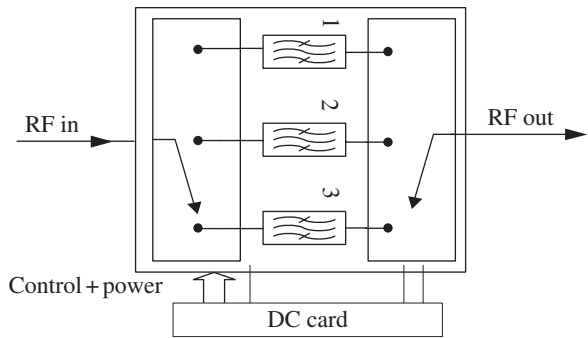 1
RF in
2
RF out
3
Control + power
DC card